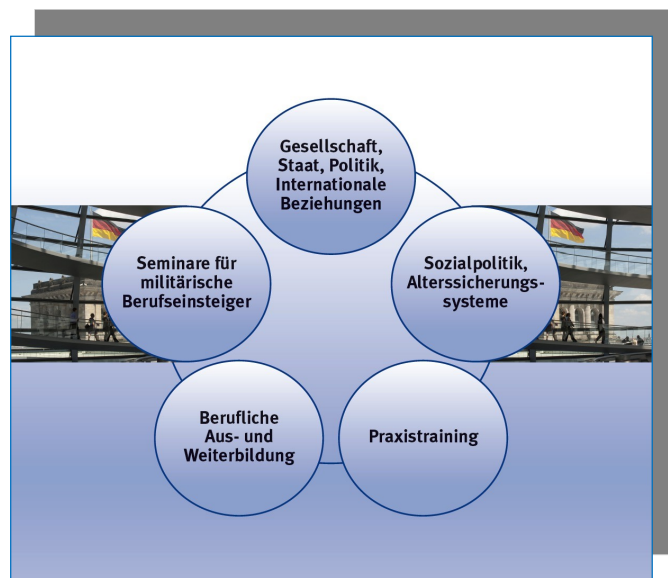 Gesellschaft,
Staat, Politik,
Internationale
Beziehungen
Seminare für
militärische
Berufseinsteiger
Sozialpolitik,
Alterssicherungs-
systeme
Berufliche
Aus- und
Weiterbildung
Praxistraining